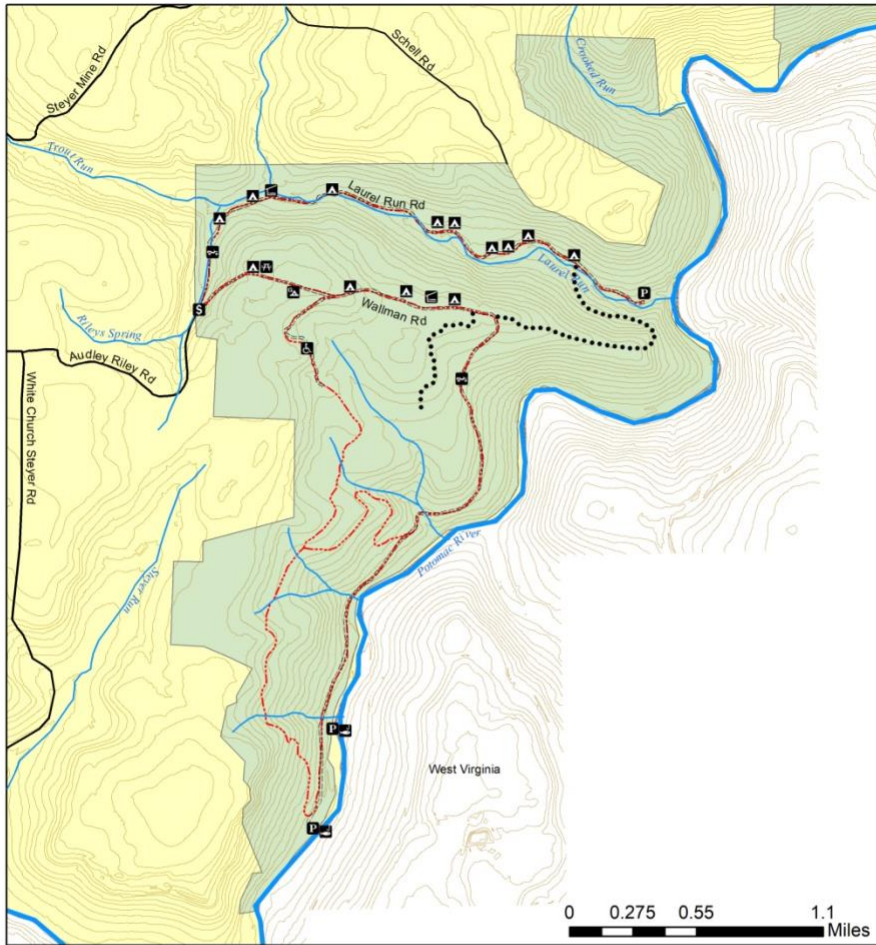 Steyer Mine Rd
Schell Rd
Crooked Run
Trout Run
Laurel Run Rd
Laurel Run
P
$
Wallman Rd
Rileys Spring
Audley Riley Rd
White Church Steyer Rd
Potomac River
Steyer Run
P
West Virginia
P
0 0.275 0.55 1.1
Miles